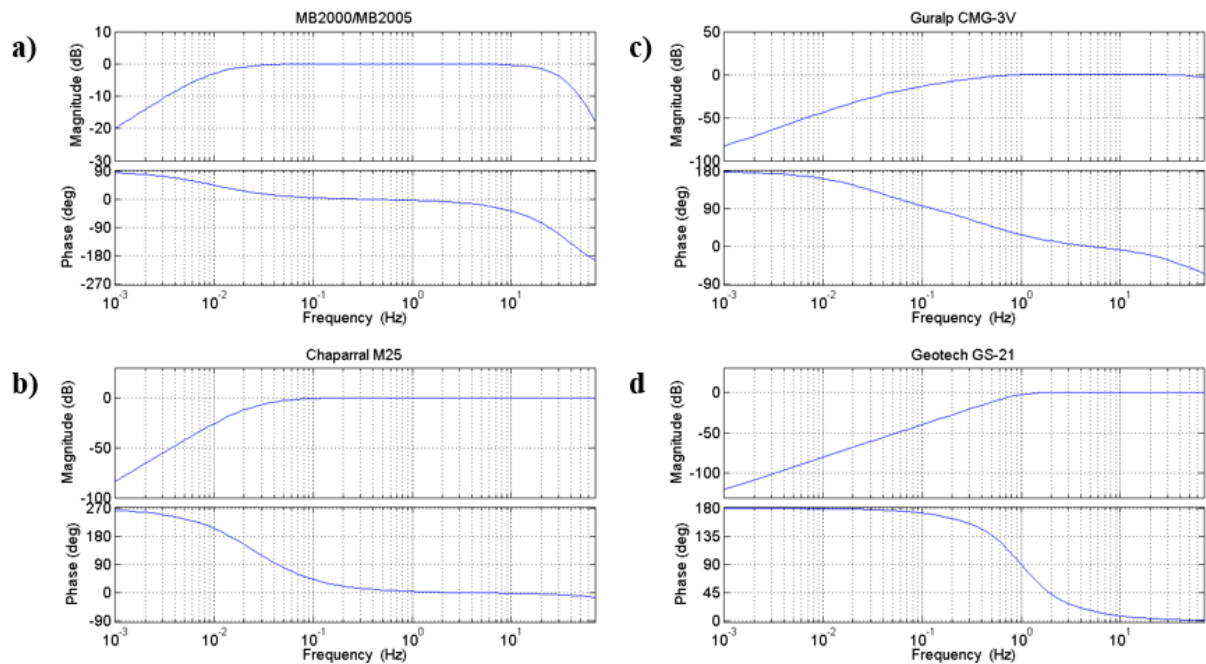 a)
MB2000/MB2005
Magnitude (dB)
10
0
-10
-20
-30
Phase (deg)
90
0
-90
-180
-270
10^-3
10^-2
10^-1
10^0
10^1
Frequency (Hz)
c)
Guralp CMG-3V
Magnitude (dB)
50
0
-50
-100
Phase (deg)
180
90
0
-90
10^-3
10^-2
10^-1
10^0
10^1
Frequency (Hz)
b)
Chaparral M25
Magnitude (dB)
0
-50
-100
Phase (deg)
270
180
90
0
-90
10^-3
10^-2
10^-1
10^0
10^1
Frequency (Hz)
d)
Geotech GS-21
Magnitude (dB)
0
-50
-100
Phase (deg)
180
135
90
45
0
10^-3
10^-2
10^-1
10^0
10^1
Frequency (Hz)